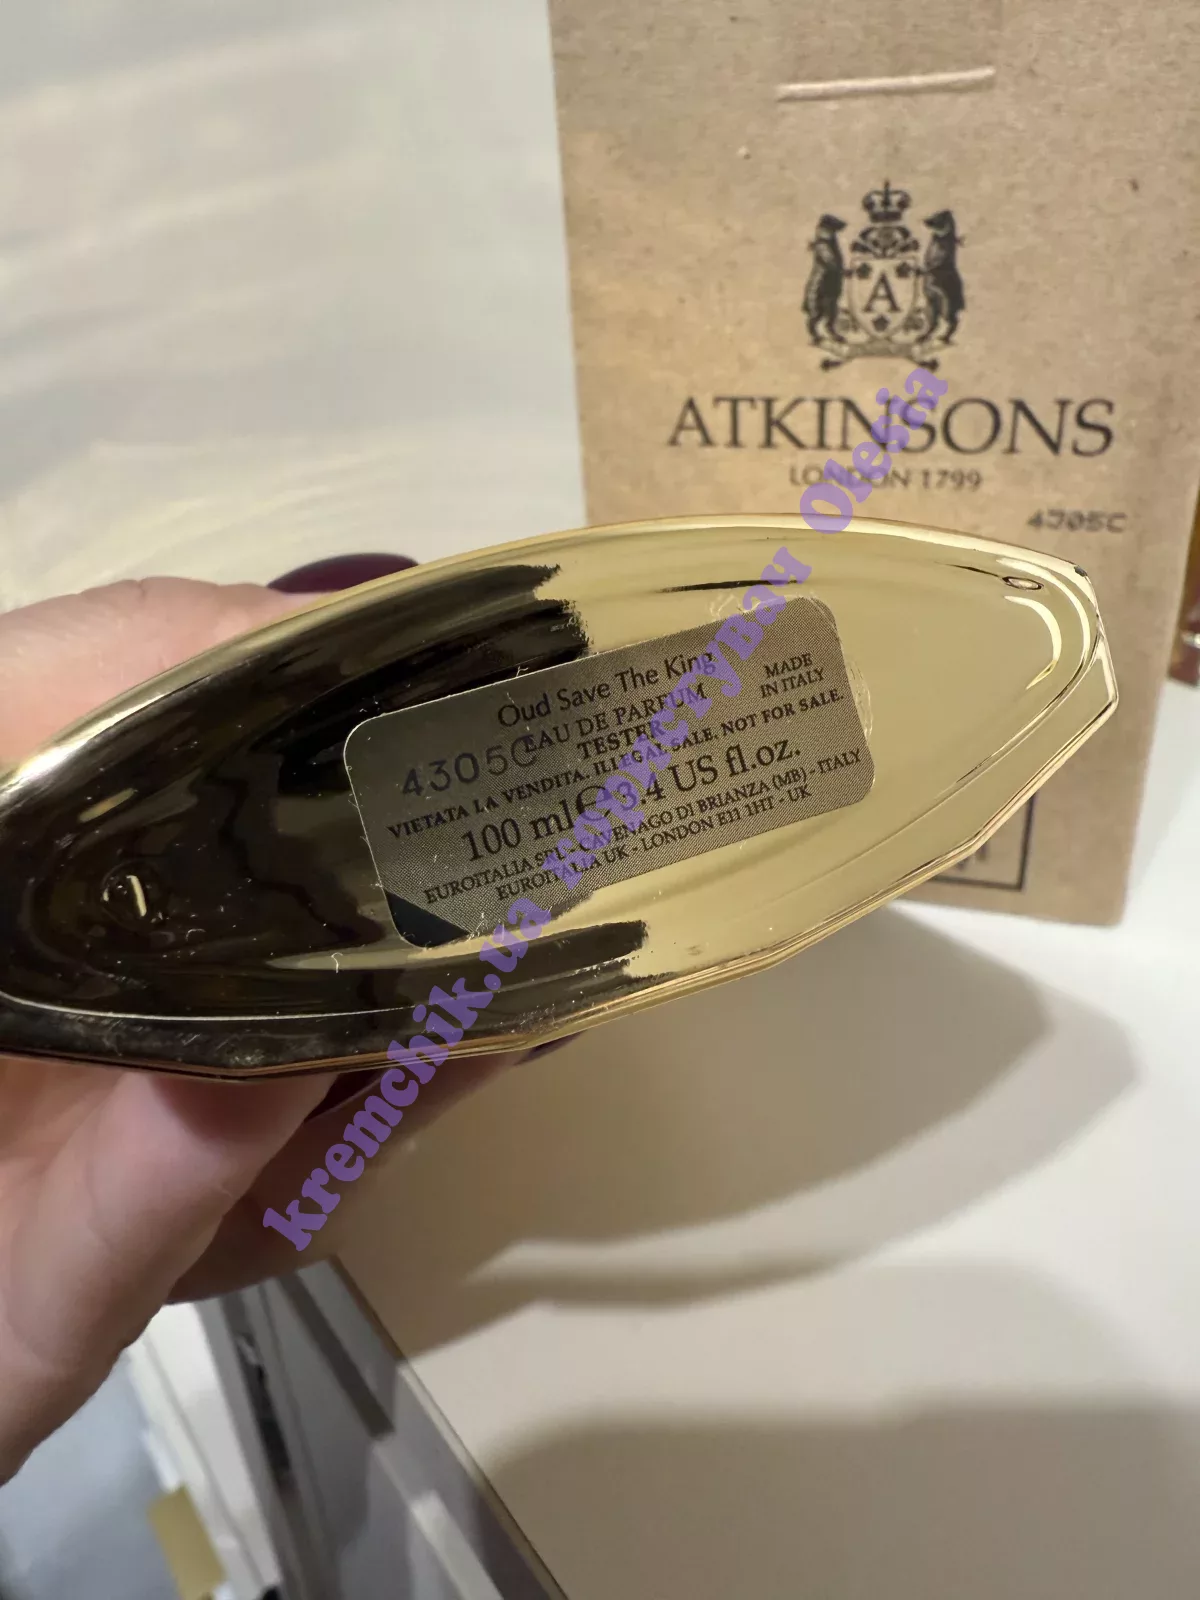 A
ATKINSONS
LONDON 1799
4305C
Oud Save The King
EAU DE PARFUM
TESTER
MADE
IN ITALY
4305C
VIETATA LA VENDITA. ILLEGAL SALE. NOT FOR SALE.
100 ml ℮ 3.4 US fl.oz.
EUROITALIA SRL - CAVENAGO DI BRIANZA (MB) - ITALY
EUROITALIA UK - LONDON E11 1HT - UK